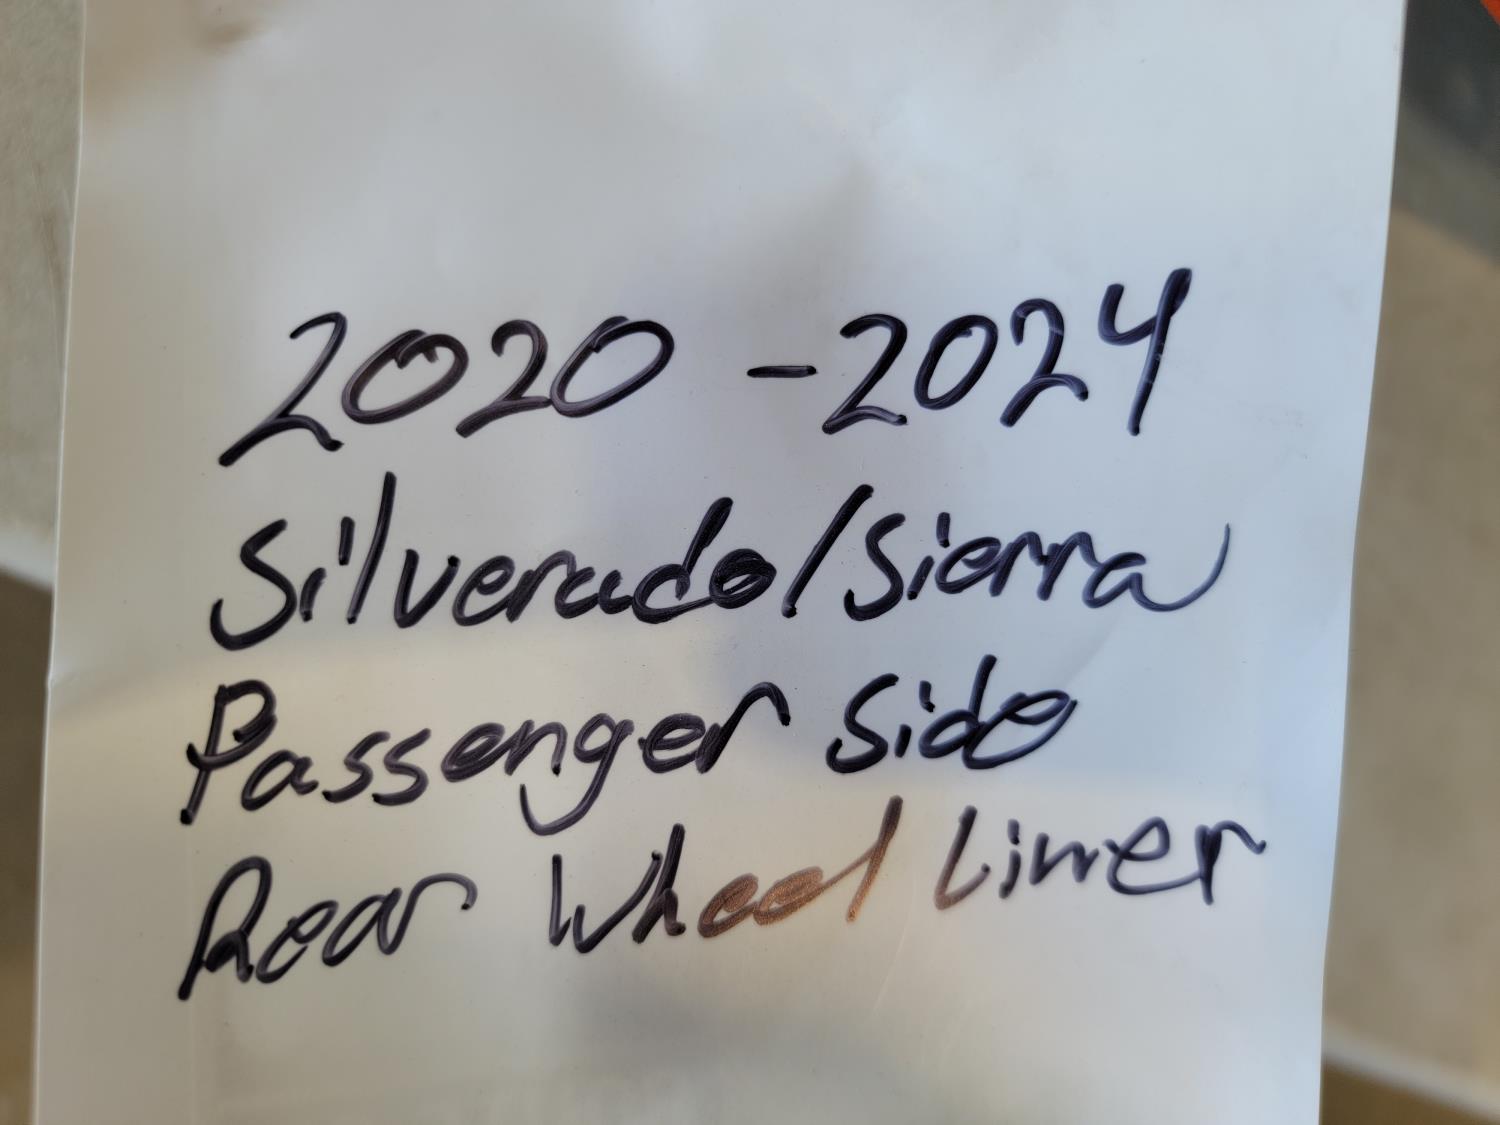 2020 - 2024
Silverado/Sierra
Passenger Side
Rear Wheel Liner